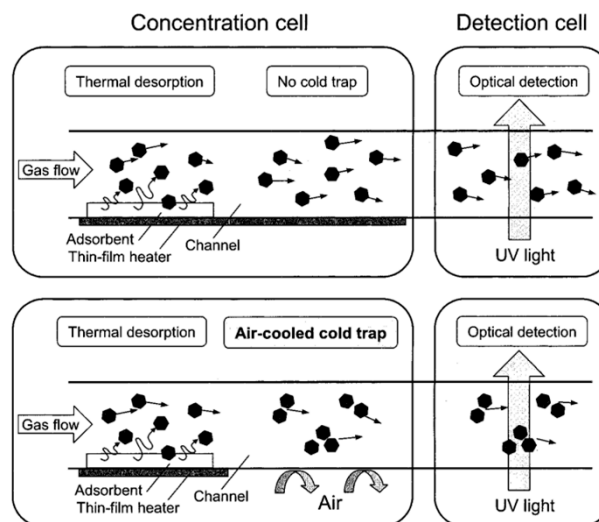 Concentration cell
Detection cell
Thermal desorption
No cold trap
Optical detection
Gas flow
Adsorbent
Thin-film heater
Channel
UV light
Thermal desorption
Air-cooled cold trap
Optical detection
Gas flow
Adsorbent
Thin-film heater
Channel
Air
UV light